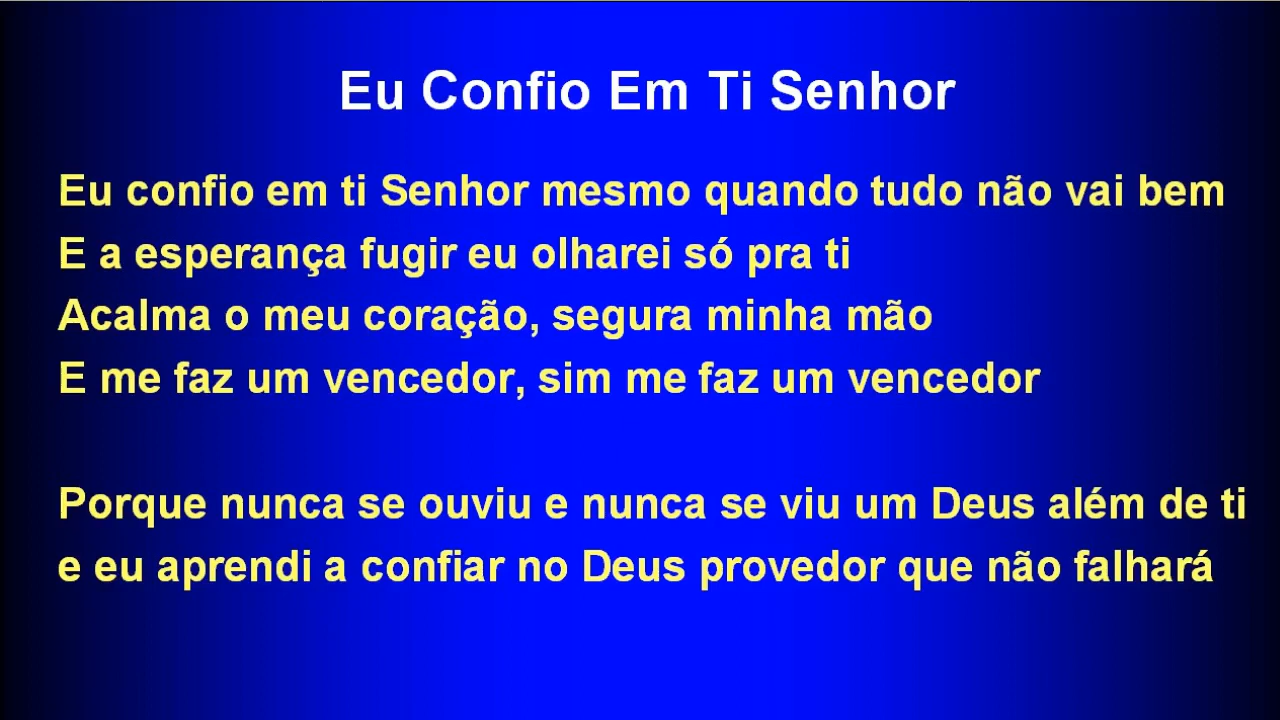 Eu Confio Em Ti Senhor
Eu confio em ti Senhor mesmo quando tudo não vai bem
E a esperança fugir eu olharei só pra ti
Acalma o meu coração, segura minha mão
E me faz um vencedor, sim me faz um vencedor
Porque nunca se ouviu e nunca se viu um Deus além de ti
e eu aprendi a confiar no Deus provedor que não falhará